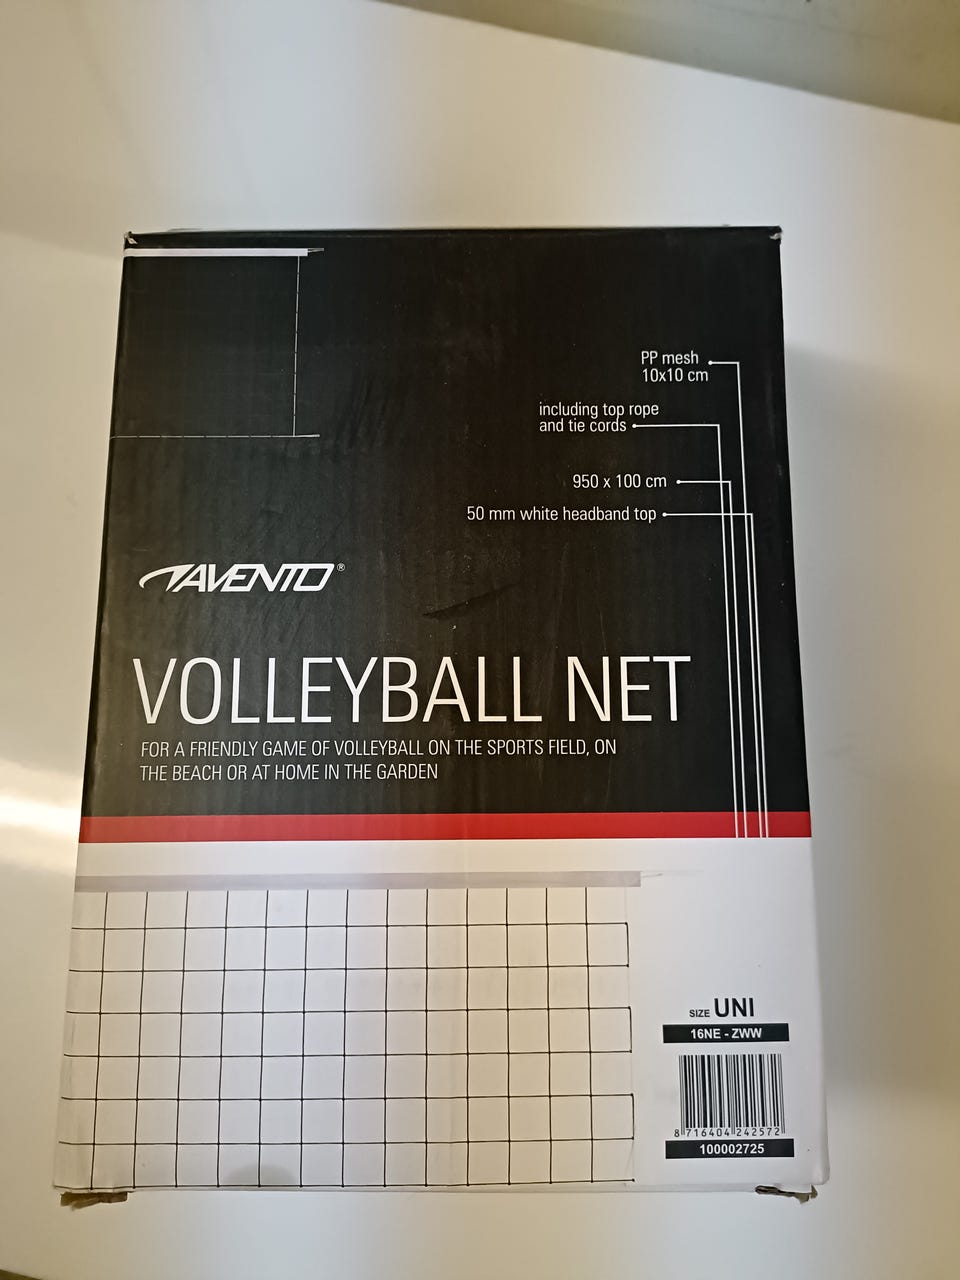 PP mesh
10x10 cm
including top rope
and tie cords
950 x 100 cm
50 mm white headband top
AVENTO®
VOLLEYBALL NET
FOR A FRIENDLY GAME OF VOLLEYBALL ON THE SPORTS FIELD, ON
THE BEACH OR AT HOME IN THE GARDEN
SIZE UNI
16NE - ZWW
8 716404 242572
100002725